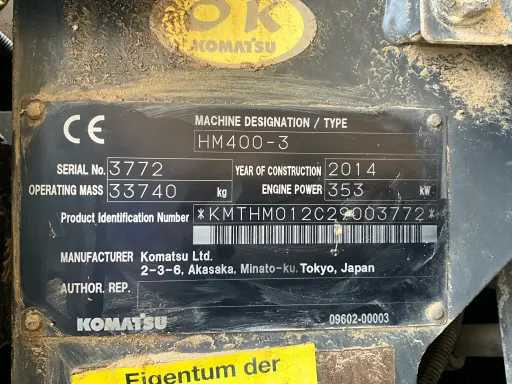 OK
KOMATSU
CE
MACHINE DESIGNATION / TYPE
HM400-3
SERIAL No. 3772 YEAR OF CONSTRUCTION 2014
OPERATING MASS 33740 kg ENGINE POWER 353 kW
Product Identification Number *KMTHM012C29003772*
MANUFACTURER Komatsu Ltd.
2-3-6, Akasaka, Minato-ku, Tokyo, Japan
AUTHOR. REP.
KOMATSU 09602-00003
Eigentum der